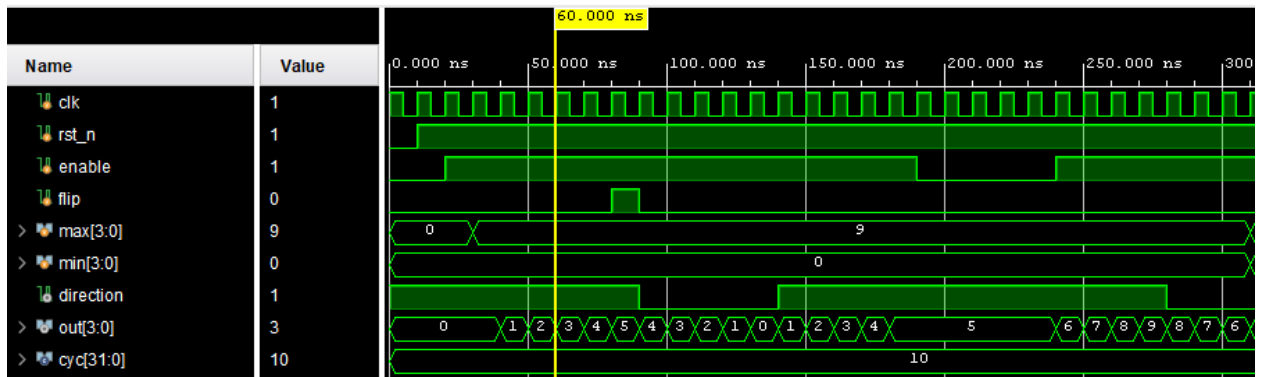 60.000 ns
Name Value 0.000 ns 50.000 ns 100.000 ns 150.000 ns 200.000 ns 250.000 ns 300
clk 1
rst_n 1
enable 1
flip 0
max[3:0] 9 0 9
min[3:0] 0 0
direction 1
out[3:0] 3 0 1 2 3 4 5 4 3 2 1 0 1 2 3 4 5 6 7 8 9 8 7 6
cyc[31:0] 10 10